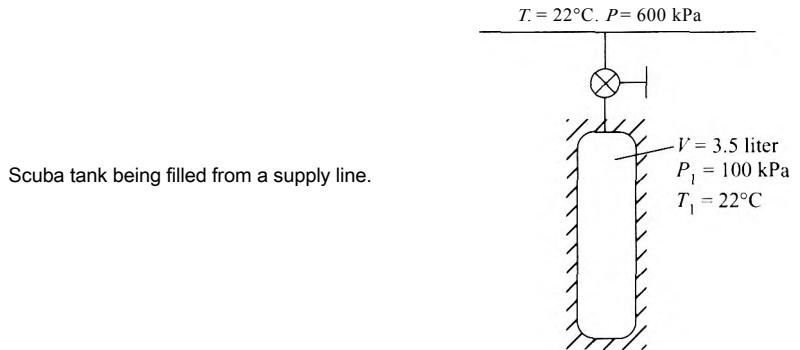 T. = 22°C. P = 600 kPa
Scuba tank being filled from a supply line.
V = 3.5 liter
P₁ = 100 kPa
T₁ = 22°C